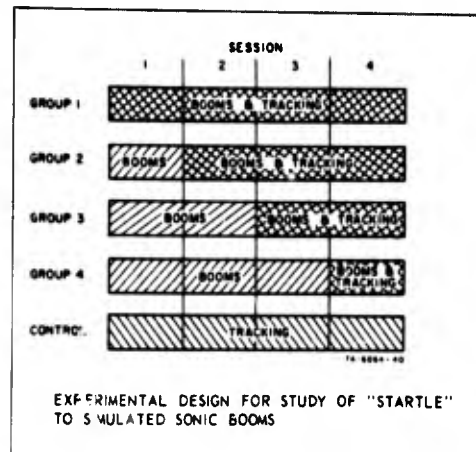 SESSION
1 2 3 4
GROUP 1 BOOMS & TRACKING
GROUP 2 BOOMS BOOMS & TRACKING
GROUP 3 BOOMS BOOMS & TRACKING
GROUP 4 BOOMS BOOMS & TRACKING
CONTROL TRACKING
EXPERIMENTAL DESIGN FOR STUDY OF "STARTLE"
TO SIMULATED SONIC BOOMS